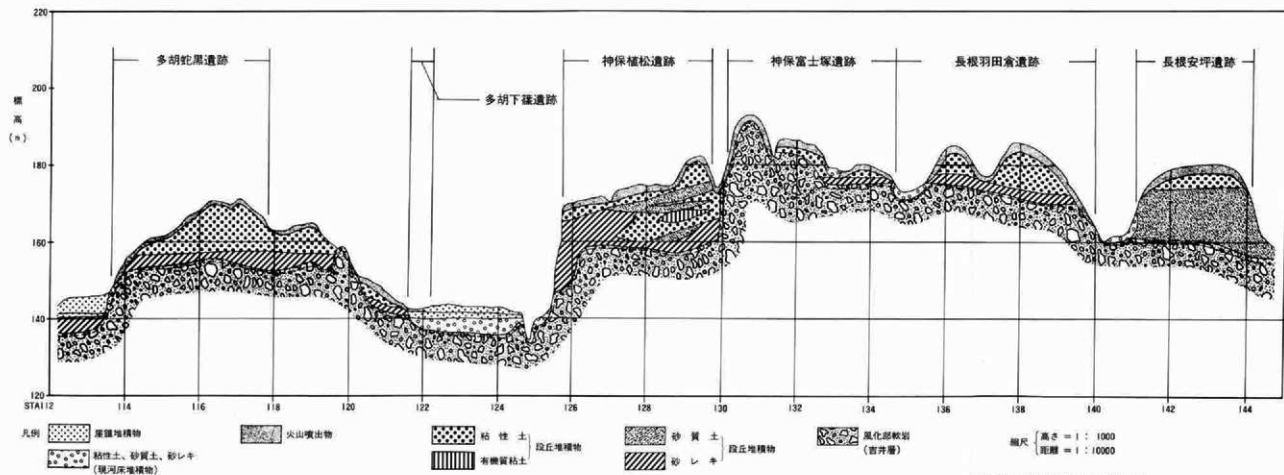 220
200
180
160
140
120
標高(m)
多胡蛇黒遺跡
多胡下篠遺跡
神保植松遺跡
神保富士塚遺跡
長根羽田倉遺跡
長根安坪遺跡
STA112 114 116 118 120 122 124 126 128 130 132 134 136 138 140 142 144
凡例
崖錐堆積物
粘性土、砂質土、砂レキ
(現河床堆積物)
火山噴出物
粘性土
有機質粘土
段丘堆積物
砂質土
砂レキ
段丘堆積物
風化部軟岩
(吉井層)
縮尺
高さ=1:1000
距離=1:10000